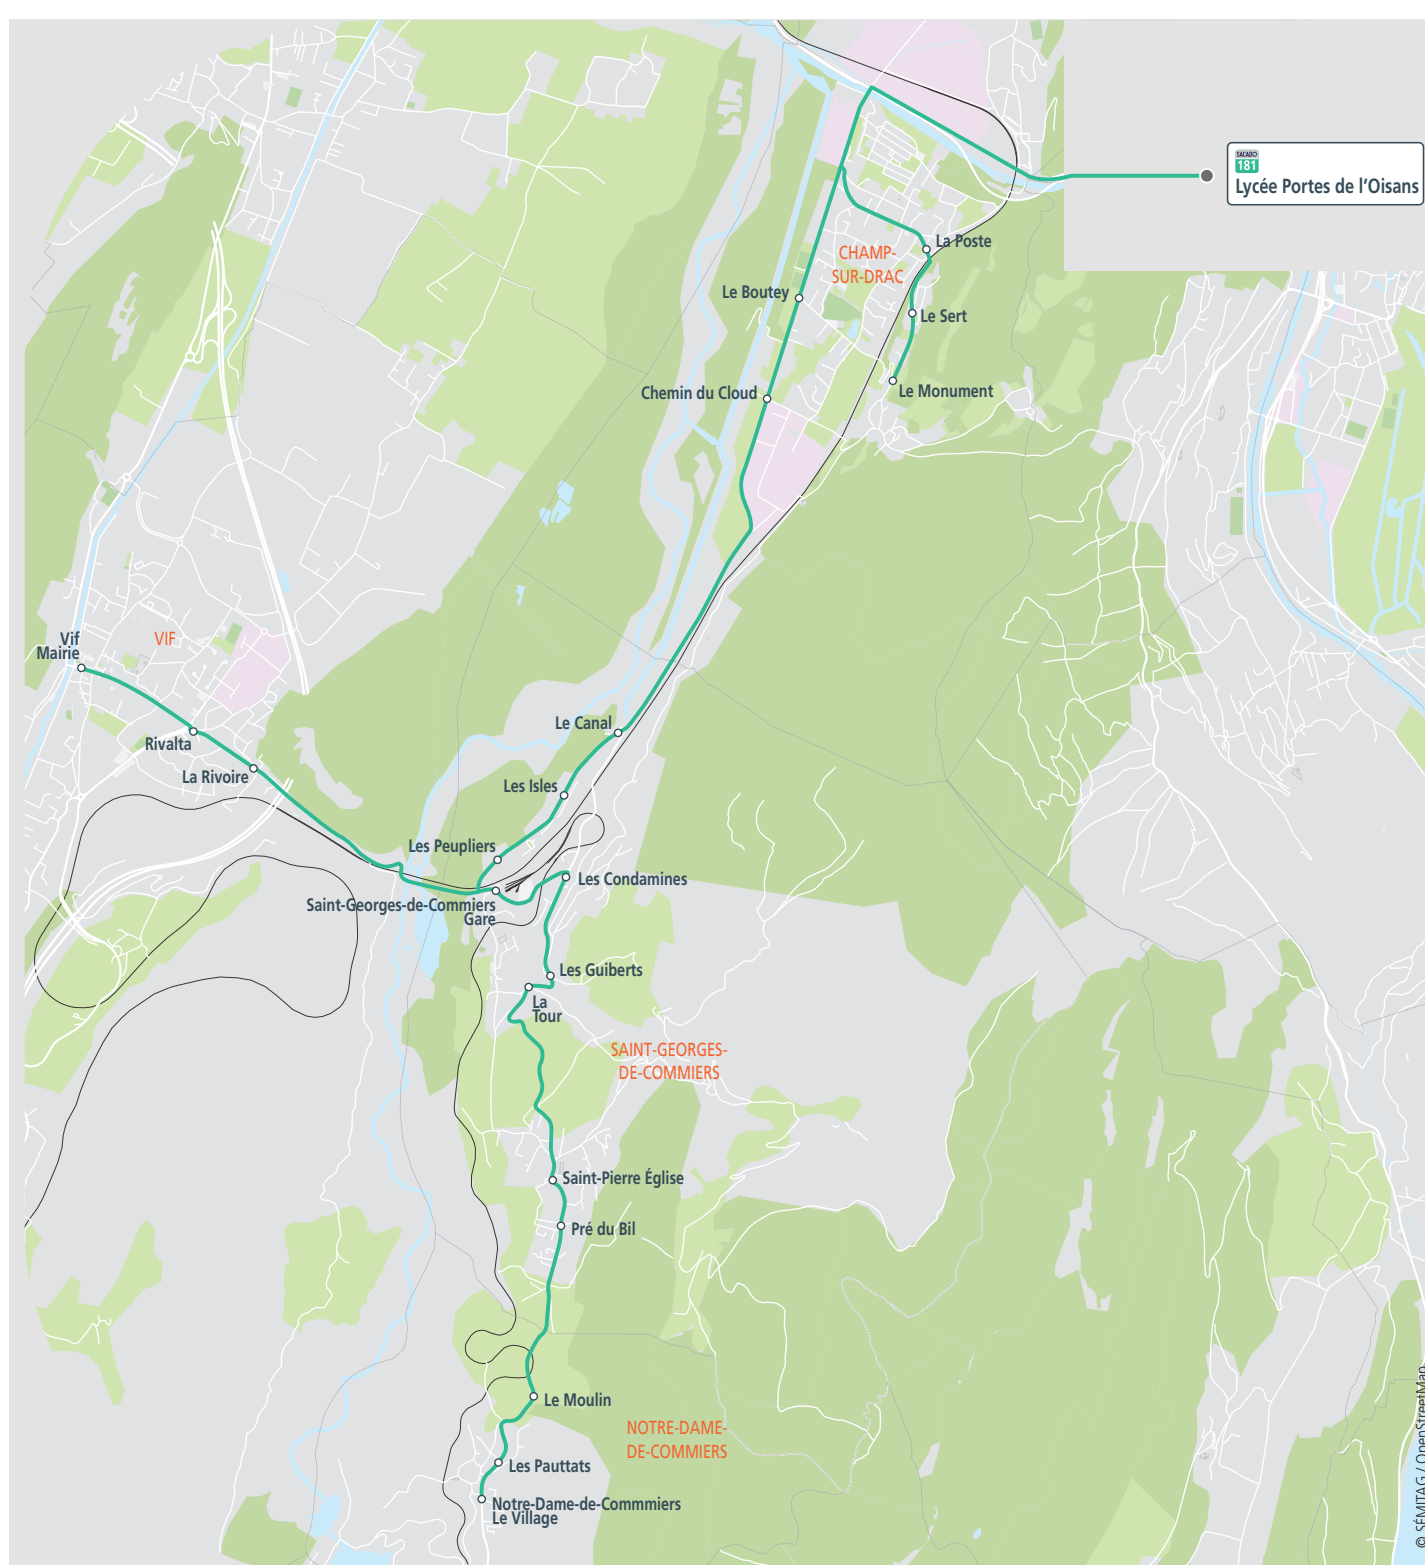 SACADO
181
Lycée Portes de l'Oisans
La Poste
CHAMP-
SUR-DRAC
Le Boutey
Le Sert
Le Monument
Chemin du Cloud
Vif
Mairie
VIF
Rivalta
La Rivoire
Le Canal
Les Isles
Les Peupliers
Les Condamines
Saint-Georges-de-Commiers
Gare
Les Guiberts
La
Tour
SAINT-GEORGES-
DE-COMMIERS
Saint-Pierre Église
Pré du Bil
Le Moulin
NOTRE-DAME-
DE-COMMIERS
Les Pauttats
Notre-Dame-de-Commmiers
Le Village
© SÉMITAG / OpenStreetMap